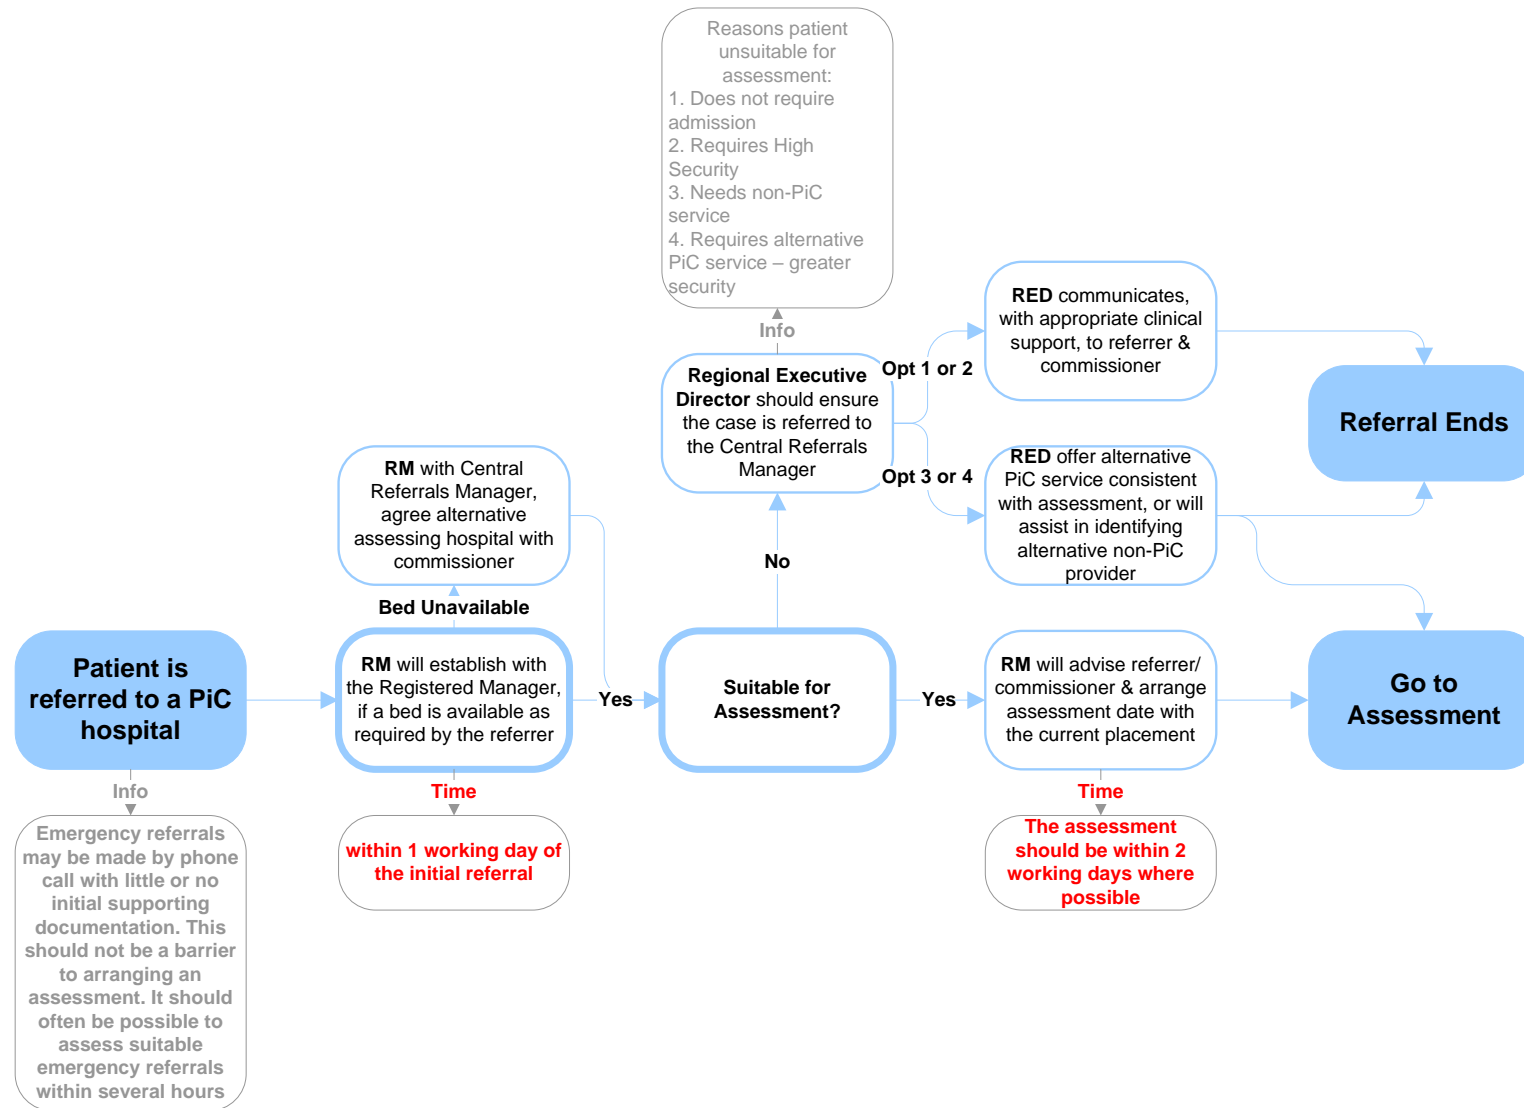 Reasons patient
unsuitable for
assessment:
1. Does not require
admission
2. Requires High
Security
3. Needs non-PiC
service
4. Requires alternative
PiC service – greater
security
Info
Regional Executive
Director should ensure
the case is referred to
the Central Referrals
Manager
Opt 1 or 2
Opt 3 or 4
RED communicates,
with appropriate clinical
support, to referrer &
commissioner
Referral Ends
RED offer alternative
PiC service consistent
with assessment, or will
assist in identifying
alternative non-PiC
provider
RM with Central
Referrals Manager,
agree alternative
assessing hospital with
commissioner
Bed Unavailable
No
Patient is
referred to a PiC
hospital
RM will establish with
the Registered Manager,
if a bed is available as
required by the referrer
Yes
Suitable for
Assessment?
Yes
RM will advise referrer/
commissioner & arrange
assessment date with
the current placement
Go to
Assessment
Info
Emergency referrals
may be made by phone
call with little or no
initial supporting
documentation. This
should not be a barrier
to arranging an
assessment. It should
often be possible to
assess suitable
emergency referrals
within several hours
Time
within 1 working day of
the initial referral
Time
The assessment
should be within 2
working days where
possible